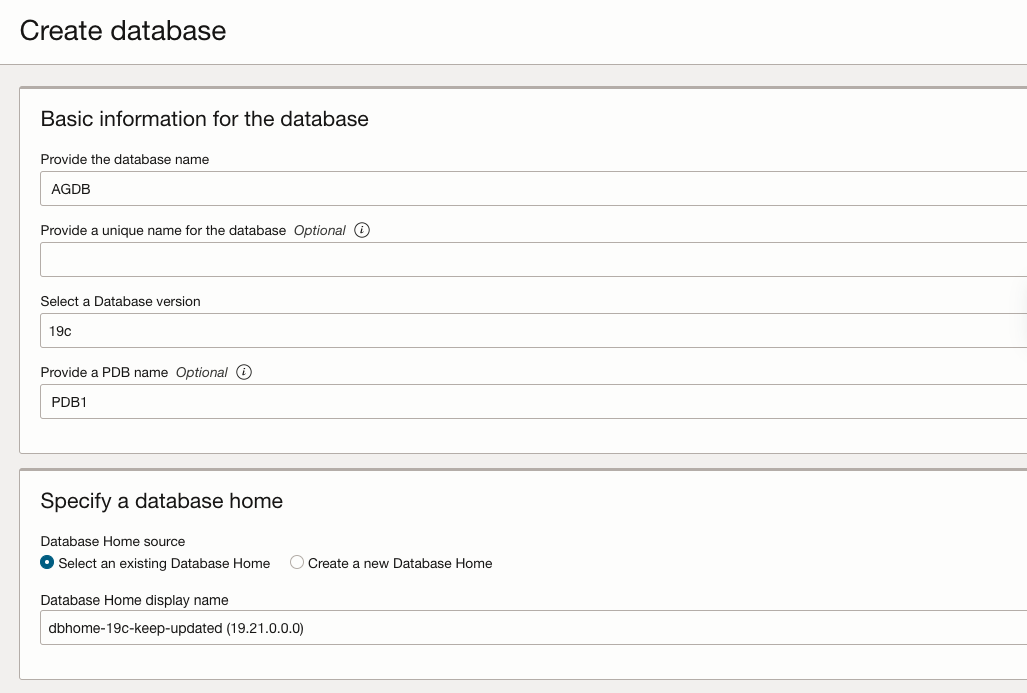 Create database
Basic information for the database
Provide the database name
AGDB
Provide a unique name for the database Optional
Select a Database version
19c
Provide a PDB name Optional
PDB1
Specify a database home
Database Home source
Select an existing Database Home Create a new Database Home
Database Home display name
dbhome-19c-keep-updated (19.21.0.0.0)